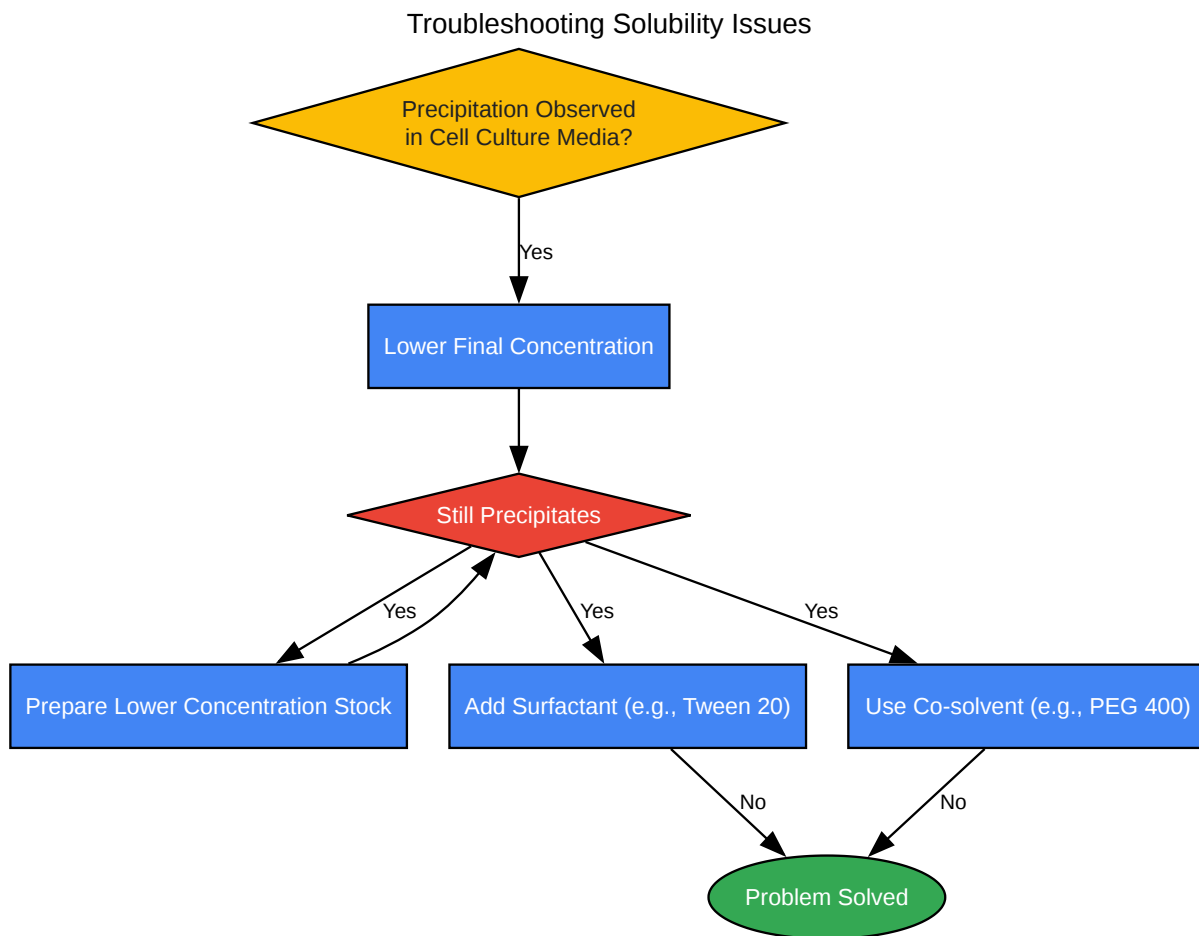 Troubleshooting Solubility Issues
Precipitation Observed
in Cell Culture Media?
Yes
Lower Final Concentration
Still Precipitates
Yes
Yes
Yes
Prepare Lower Concentration Stock
Add Surfactant (e.g., Tween 20)
Use Co-solvent (e.g., PEG 400)
No
No
Problem Solved